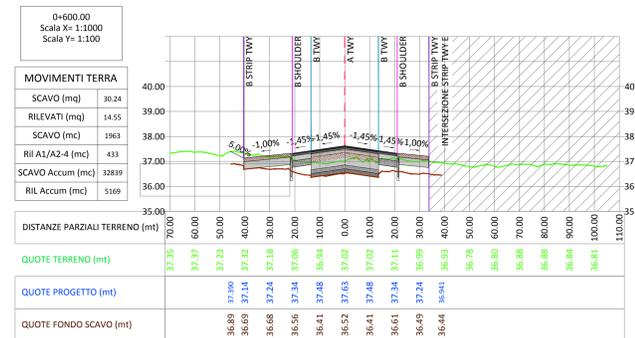 0+600.00
Scala X= 1:1000
Scala Y= 1:100
MOVIMENTI TERRA
SCAVO (mq) 30.24
RILEVATI (mq) 14.55
SCAVO (mc) 1963
Ril A1/A2-4 (mc) 433
SCAVO Accum (mc) 32839
RIL Accum (mc) 5169
B STRIP TWY
B SHOULDER
B TWY
A TWY
B TWY
B SHOULDER
B STRIP TWY
INTERSEZIONE STRIP TWY E
40.00 40
39.00 39
38.00 38
37.00 37
36.00 36
35.00 35
5,00% -1,00% -1,45% -1,45% -1,45% -1,45% -1,00%
DISTANZE PARZIALI TERRENO (mt) 70.00 60.00 50.00 40.00 30.00 20.00 10.00 0.00 10.00 20.00 30.00 40.00 50.00 60.00 70.00 80.00 90.00 100.00 110.00
QUOTE TERRENO (mt) 37.35 37.37 37.23 37.32 37.18 37.06 36.94 37.02 37.02 37.11 36.99 36.93 36.78 36.80 36.88 36.88 36.84 36.81
QUOTE PROGETTO (mt) 37.390 37.14 37.24 37.34 37.48 37.63 37.48 37.34 37.24 36.941
QUOTE FONDO SCAVO (mt) 36.89 36.69 36.68 36.56 36.41 36.52 36.41 36.61 36.49 36.44